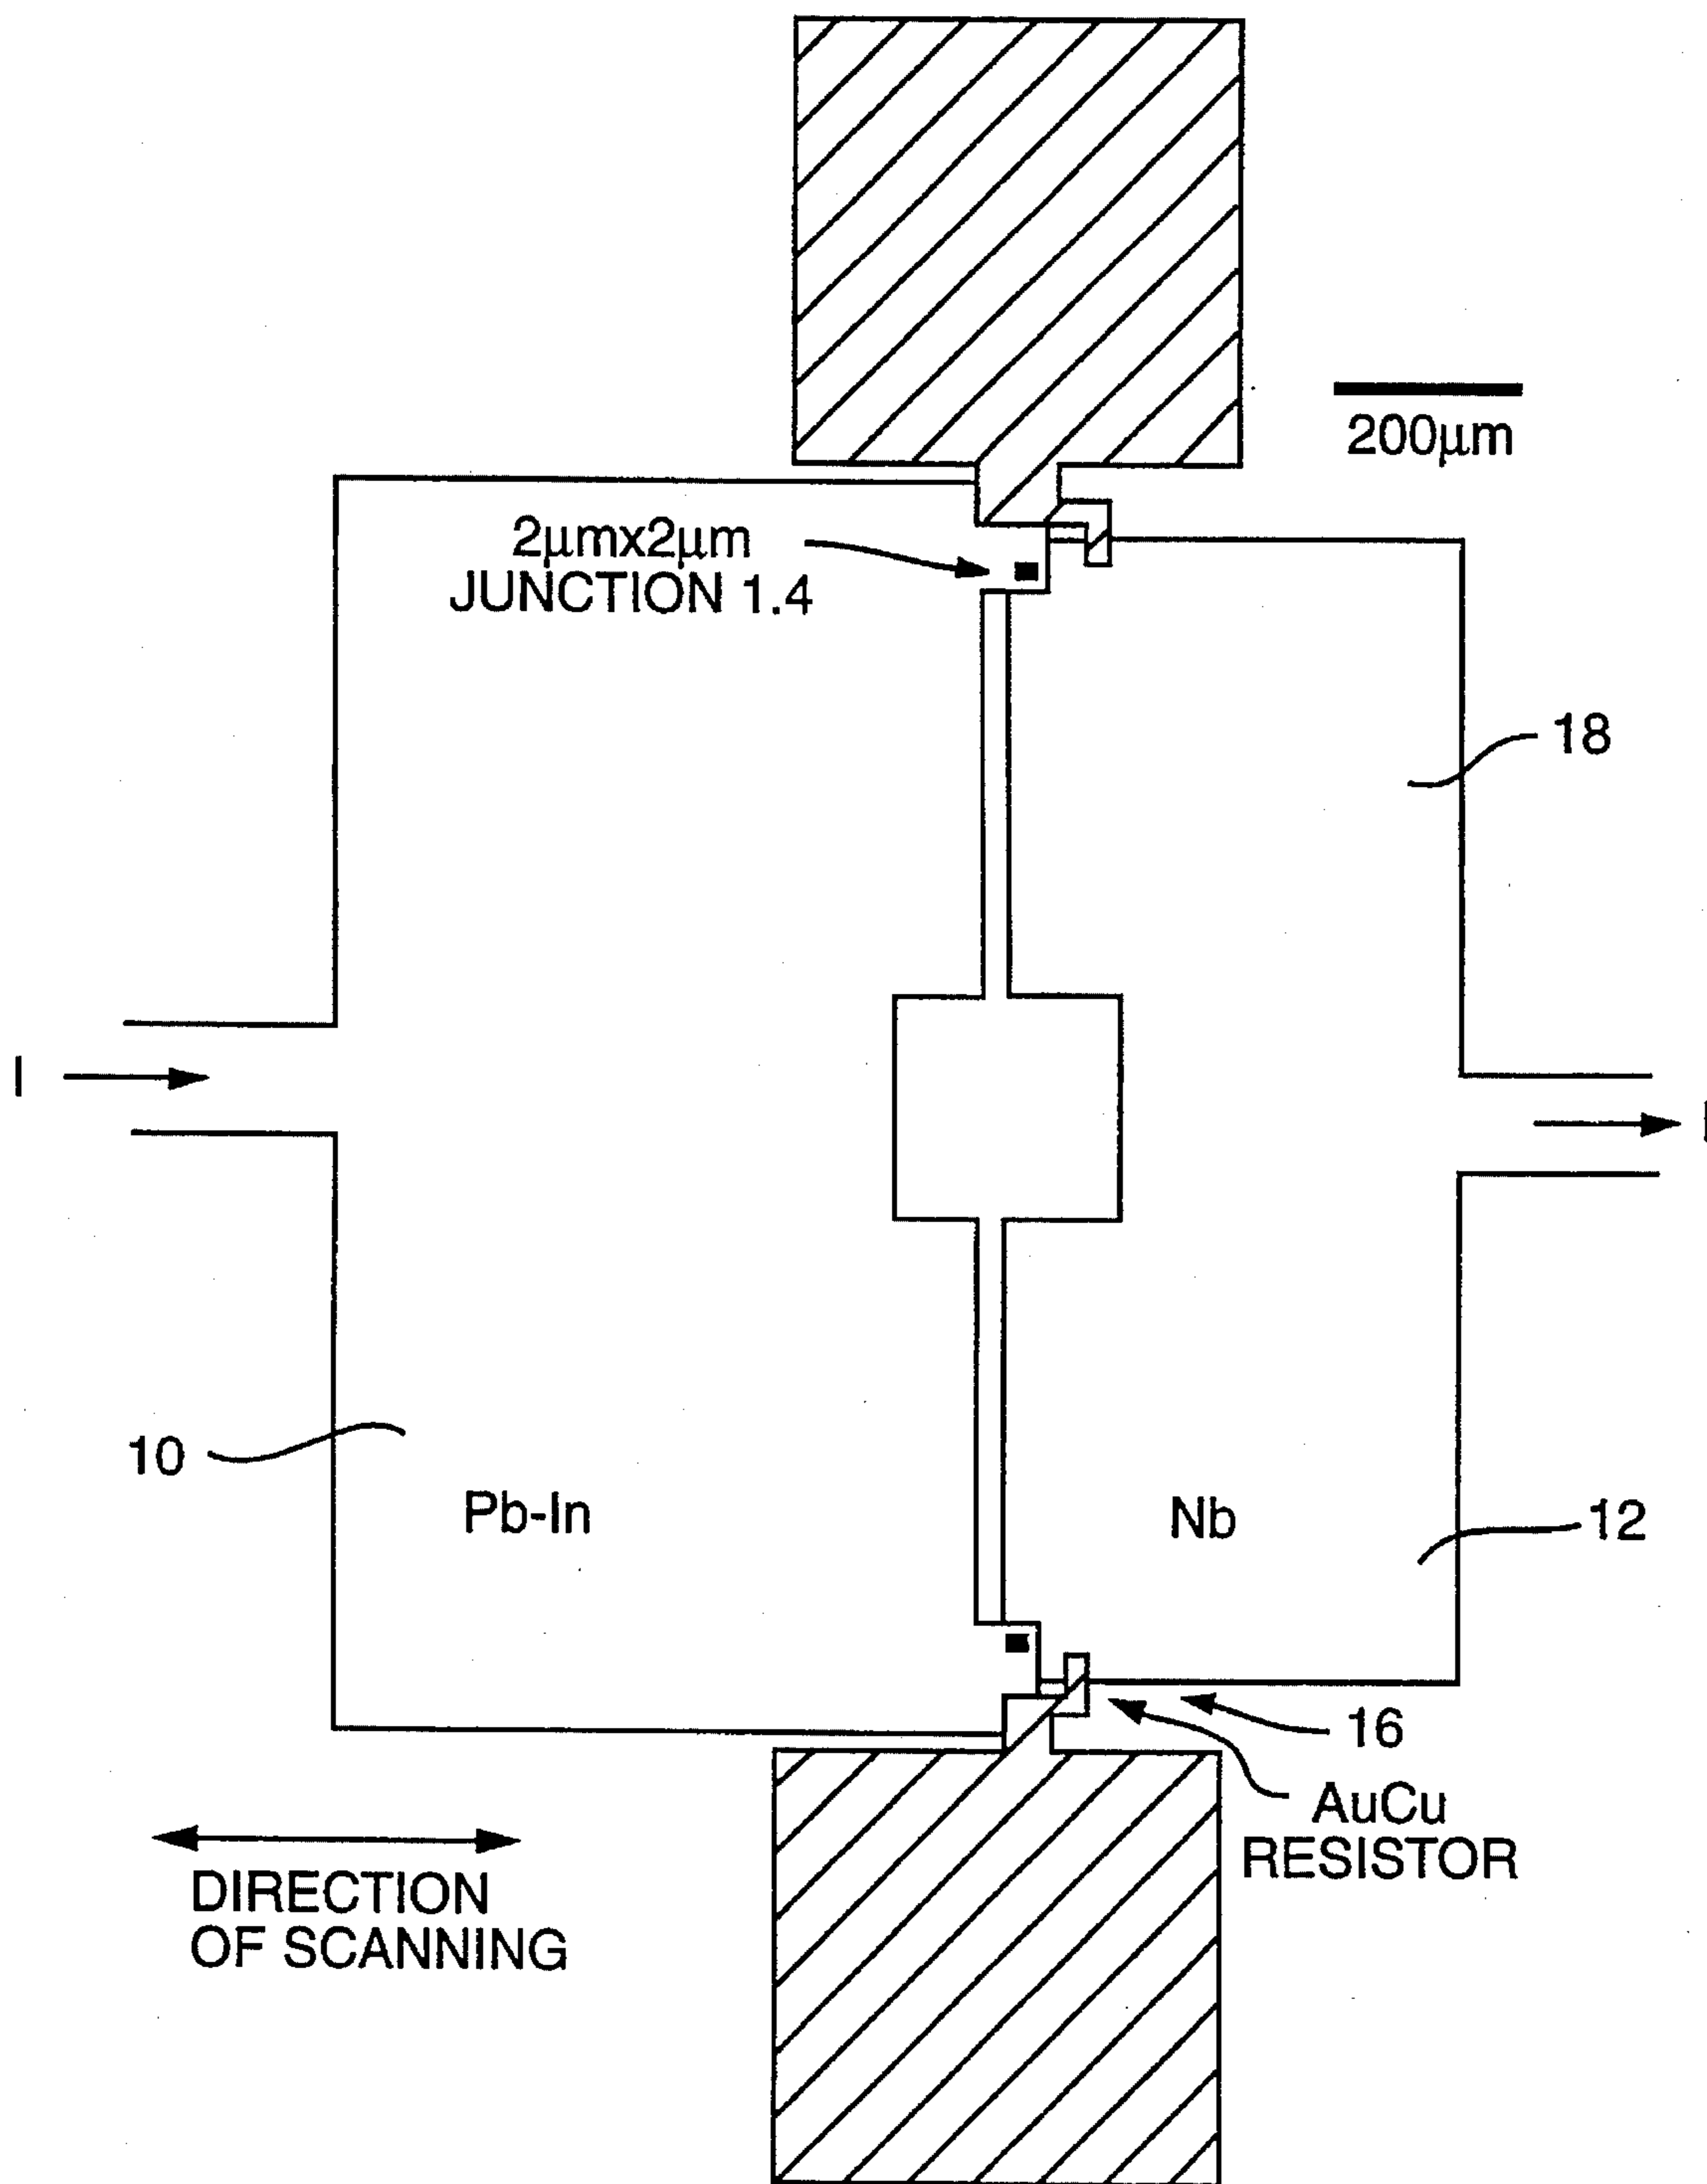 200μm
2μmx2μm
JUNCTION 1.4
18
I
I
10
Pb-In
Nb
12
16
AuCu
RESISTOR
DIRECTION
OF SCANNING